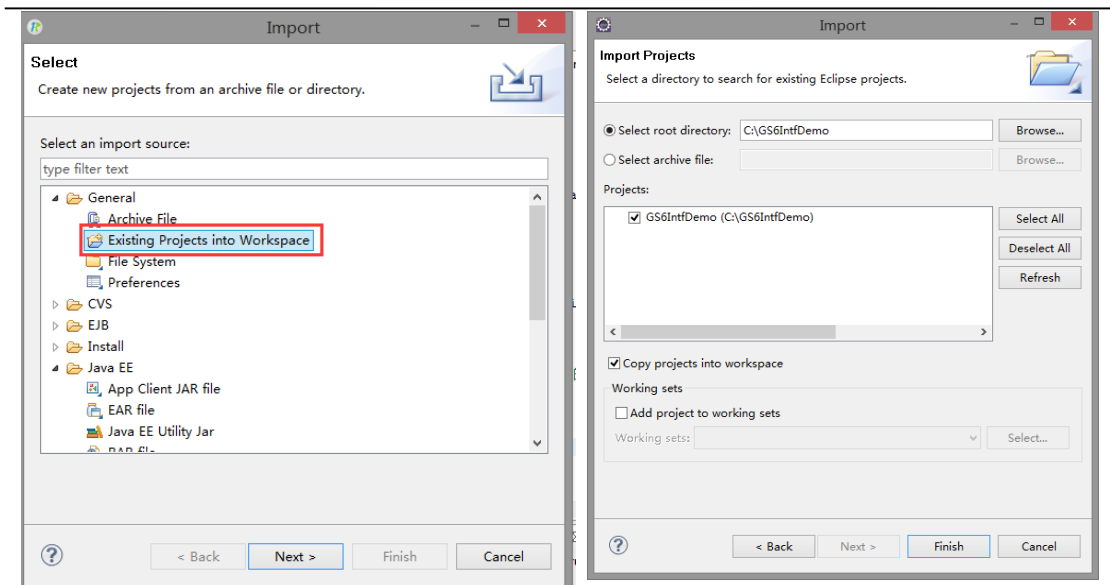 Import
Select
Create new projects from an archive file or directory.
Select an import source:
type filter text
General
Archive File
Existing Projects into Workspace
File System
Preferences
CVS
EJB
Install
Java EE
App Client JAR file
EAR file
Java EE Utility Jar
RAR file
< Back Next > Finish Cancel
Import
Import Projects
Select a directory to search for existing Eclipse projects.
Select root directory: C:\GS6IntfDemo Browse...
Select archive file: Browse...
Projects:
GS6IntfDemo (C:\GS6IntfDemo)
Select All
Deselect All
Refresh
Copy projects into workspace
Working sets
Add project to working sets
Working sets: Select...
< Back Next > Finish Cancel